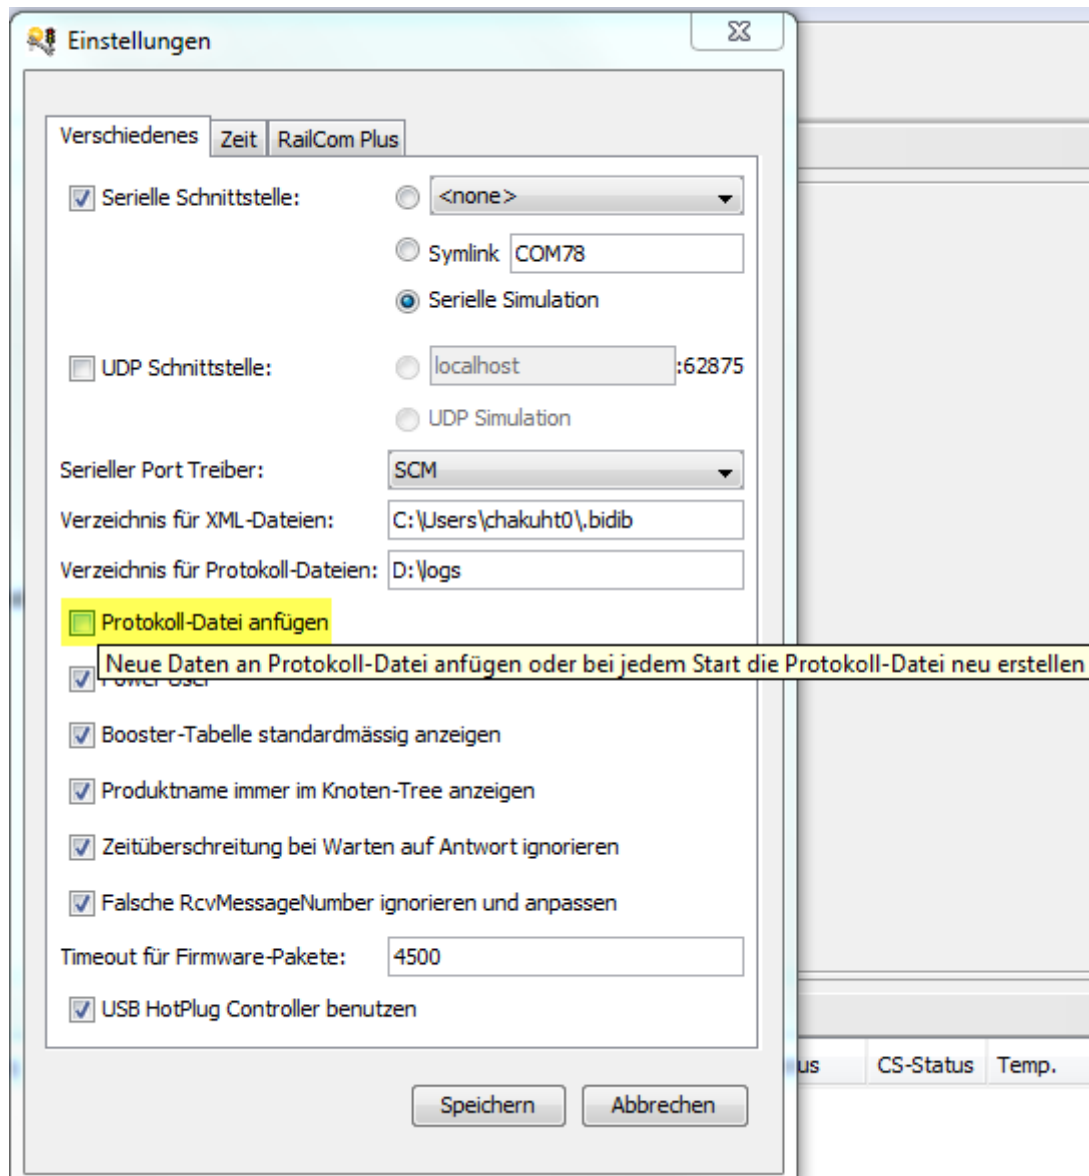 Einstellungen
Verschiedenes Zeit RailCom Plus
Serielle Schnittstelle: <none>
Symlink COM78
Serielle Simulation
UDP Schnittstelle: localhost :62875
UDP Simulation
Serieller Port Treiber: SCM
Verzeichnis für XML-Dateien: C:\Users\chakuht0\.bidib
Verzeichnis für Protokoll-Dateien: D:\logs
Protokoll-Datei anfügen
Neue Daten an Protokoll-Datei anfügen oder bei jedem Start die Protokoll-Datei neu erstellen
Power User
Booster-Tabelle standardmässig anzeigen
Produktname immer im Knoten-Tree anzeigen
Zeitüberschreitung bei Warten auf Antwort ignorieren
Falsche RcvMessageNumber ignorieren und anpassen
Timeout für Firmware-Pakete: 4500
USB HotPlug Controller benutzen
us CS-Status Temp.
Speichern Abbrechen